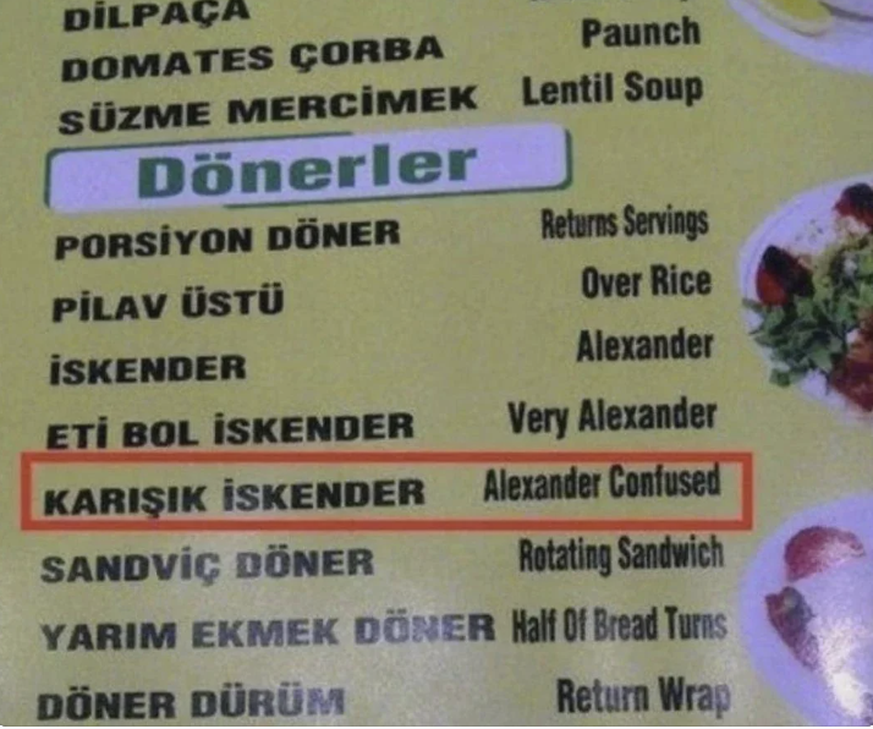 DİLPAÇA
DOMATES ÇORBA Paunch
SÜZME MERCİMEK Lentil Soup
Dönerler
PORSİYON DÖNER Returns Servings
PİLAV ÜSTÜ Over Rice
İSKENDER Alexander
ETİ BOL İSKENDER Very Alexander
KARIŞIK İSKENDER Alexander Confused
SANDVİÇ DÖNER Rotating Sandwich
YARIM EKMEK DÖNER Half Of Bread Turns
DÖNER DÜRÜM Return Wrap